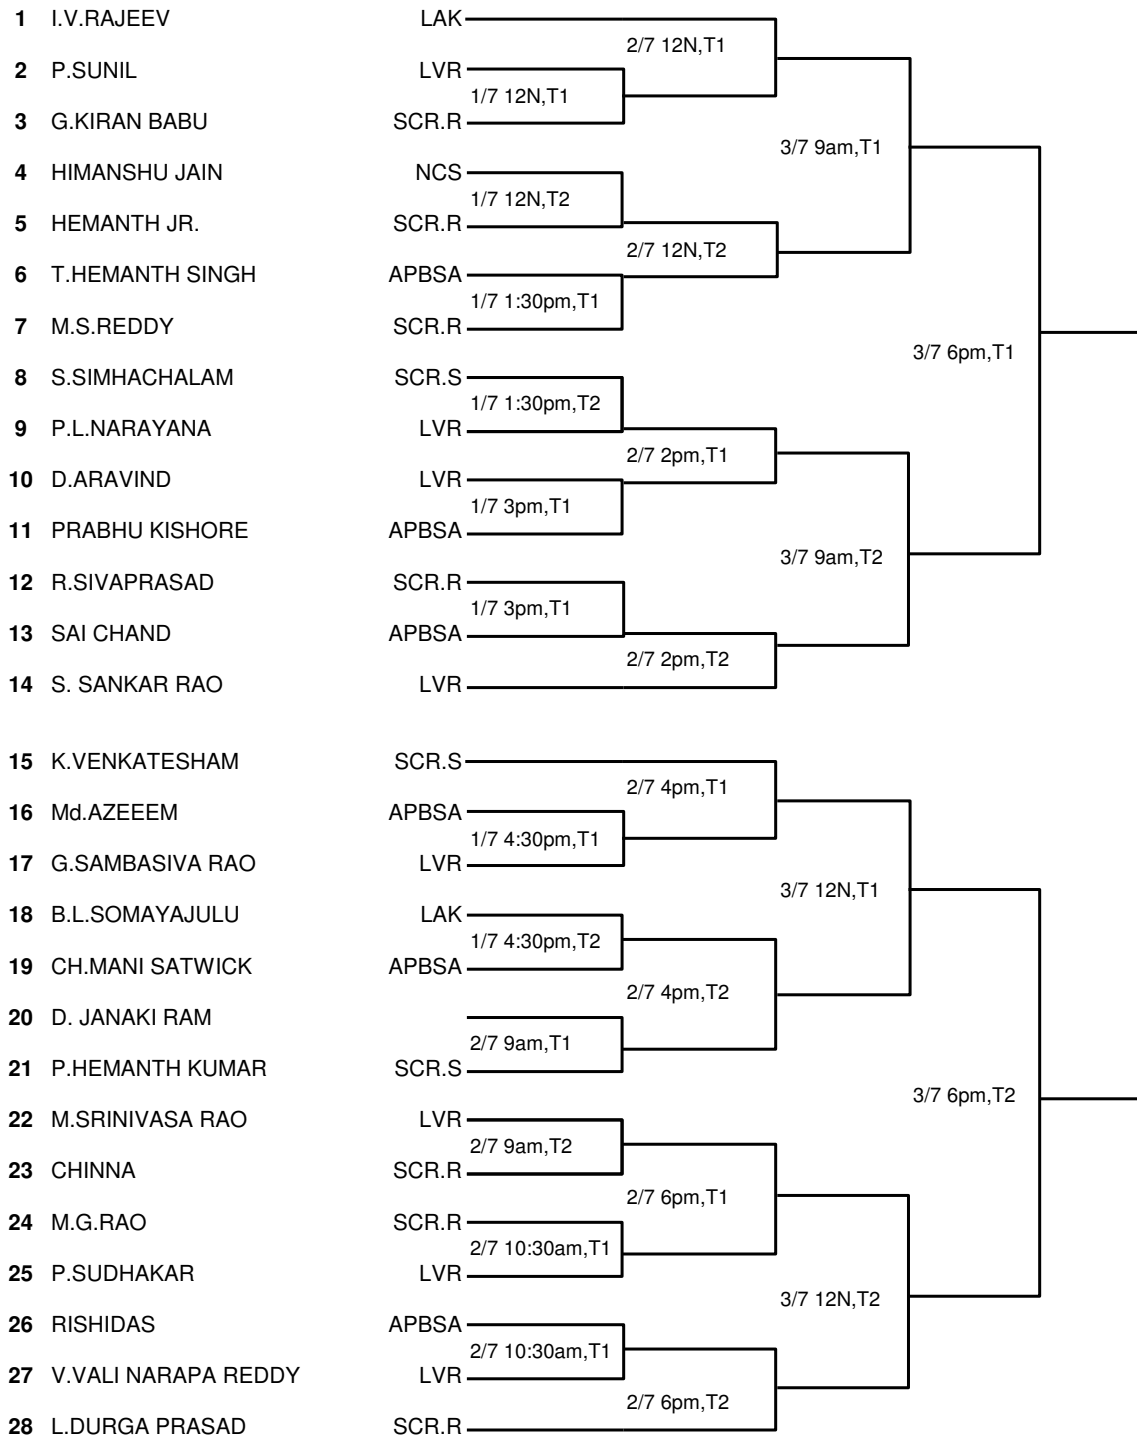 1 I.V.RAJEEV LAK
2/7 12N,T1
2 P.SUNIL LVR
1/7 12N,T1
3 G.KIRAN BABU SCR.R
3/7 9am,T1
4 HIMANSHU JAIN NCS
1/7 12N,T2
5 HEMANTH JR. SCR.R
2/7 12N,T2
6 T.HEMANTH SINGH APBSA
1/7 1:30pm,T1
7 M.S.REDDY SCR.R
3/7 6pm,T1
8 S.SIMHACHALAM SCR.S
1/7 1:30pm,T2
9 P.L.NARAYANA LVR
2/7 2pm,T1
10 D.ARAVIND LVR
1/7 3pm,T1
11 PRABHU KISHORE APBSA
3/7 9am,T2
12 R.SIVAPRASAD SCR.R
1/7 3pm,T1
13 SAI CHAND APBSA
2/7 2pm,T2
14 S. SANKAR RAO LVR
15 K.VENKATESHAM SCR.S
2/7 4pm,T1
16 Md.AZEEEM APBSA
1/7 4:30pm,T1
17 G.SAMBASIVA RAO LVR
3/7 12N,T1
18 B.L.SOMAYAJULU LAK
1/7 4:30pm,T2
19 CH.MANI SATWICK APBSA
2/7 4pm,T2
20 D. JANAKI RAM
2/7 9am,T1
21 P.HEMANTH KUMAR SCR.S
3/7 6pm,T2
22 M.SRINIVASA RAO LVR
2/7 9am,T2
23 CHINNA SCR.R
2/7 6pm,T1
24 M.G.RAO SCR.R
2/7 10:30am,T1
25 P.SUDHAKAR LVR
3/7 12N,T2
26 RISHIDAS APBSA
2/7 10:30am,T1
27 V.VALI NARAPA REDDY LVR
2/7 6pm,T2
28 L.DURGA PRASAD SCR.R